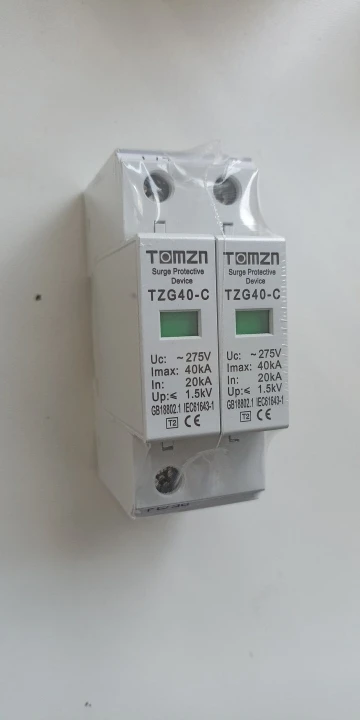 TOMZN
Surge Protective
Device
TZG40-C
Uc: ~275V
Imax: 40kA
In: 20kA
Up:≤ 1.5kV
GB18802.1 IEC61643-1
T2 CE
TOMZN
Surge Protective
Device
TZG40-C
Uc: ~275V
Imax: 40kA
In: 20kA
Up:≤ 1.5kV
GB18802.1 IEC61643-1
T2 CE